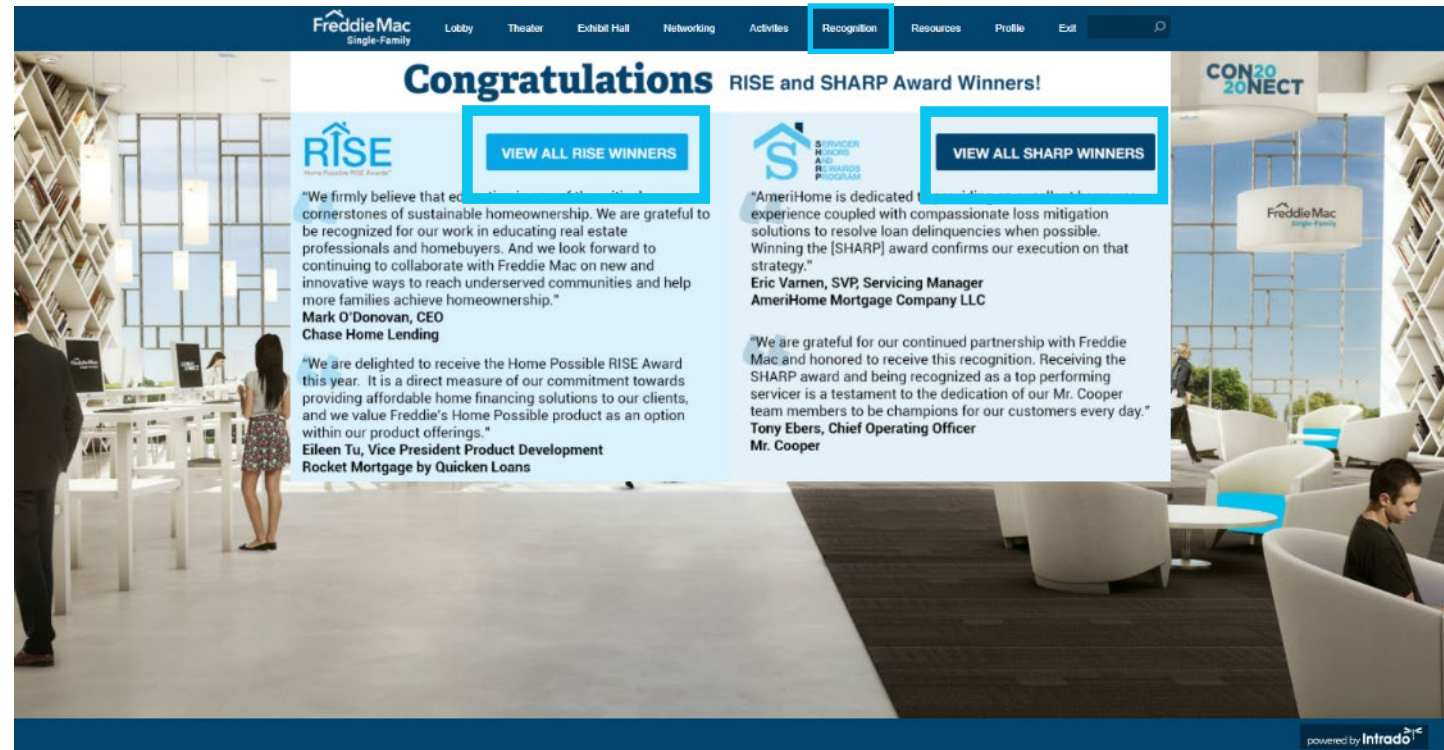 FreddieMac
Single-Family
Lobby Theater Exhibit Hall Networking Activites Recognition Resources Profile Exit
Congratulations RISE and SHARP Award Winners!
CON20
20NECT
RISE
Home Possible RISE Awards
VIEW ALL RISE WINNERS
"We firmly believe that
cornerstones of sustainable homeownership. We are grateful to
be recognized for our work in educating real estate
professionals and homebuyers. And we look forward to
continuing to collaborate with Freddie Mac on new and
innovative ways to reach underserved communities and help
more families achieve homeownership."
Mark O'Donovan, CEO
Chase Home Lending
"We are delighted to receive the Home Possible RISE Award
this year. It is a direct measure of our commitment towards
providing affordable home financing solutions to our clients,
and we value Freddie's Home Possible product as an option
within our product offerings."
Eileen Tu, Vice President Product Development
Rocket Mortgage by Quicken Loans
S
SERVICER
HONORS
AND
REWARDS
PROGRAM
VIEW ALL SHARP WINNERS
"AmeriHome is dedicated
experience coupled with compassionate loss mitigation
solutions to resolve loan delinquencies when possible.
Winning the [SHARP] award confirms our execution on that
strategy."
Eric Varnen, SVP, Servicing Manager
AmeriHome Mortgage Company LLC
"We are grateful for our continued partnership with Freddie
Mac and honored to receive this recognition. Receiving the
SHARP award and being recognized as a top performing
servicer is a testament to the dedication of our Mr. Cooper
team members to be champions for our customers every day."
Tony Ebers, Chief Operating Officer
Mr. Cooper
FreddieMac
Single-Family
powered by Intrado